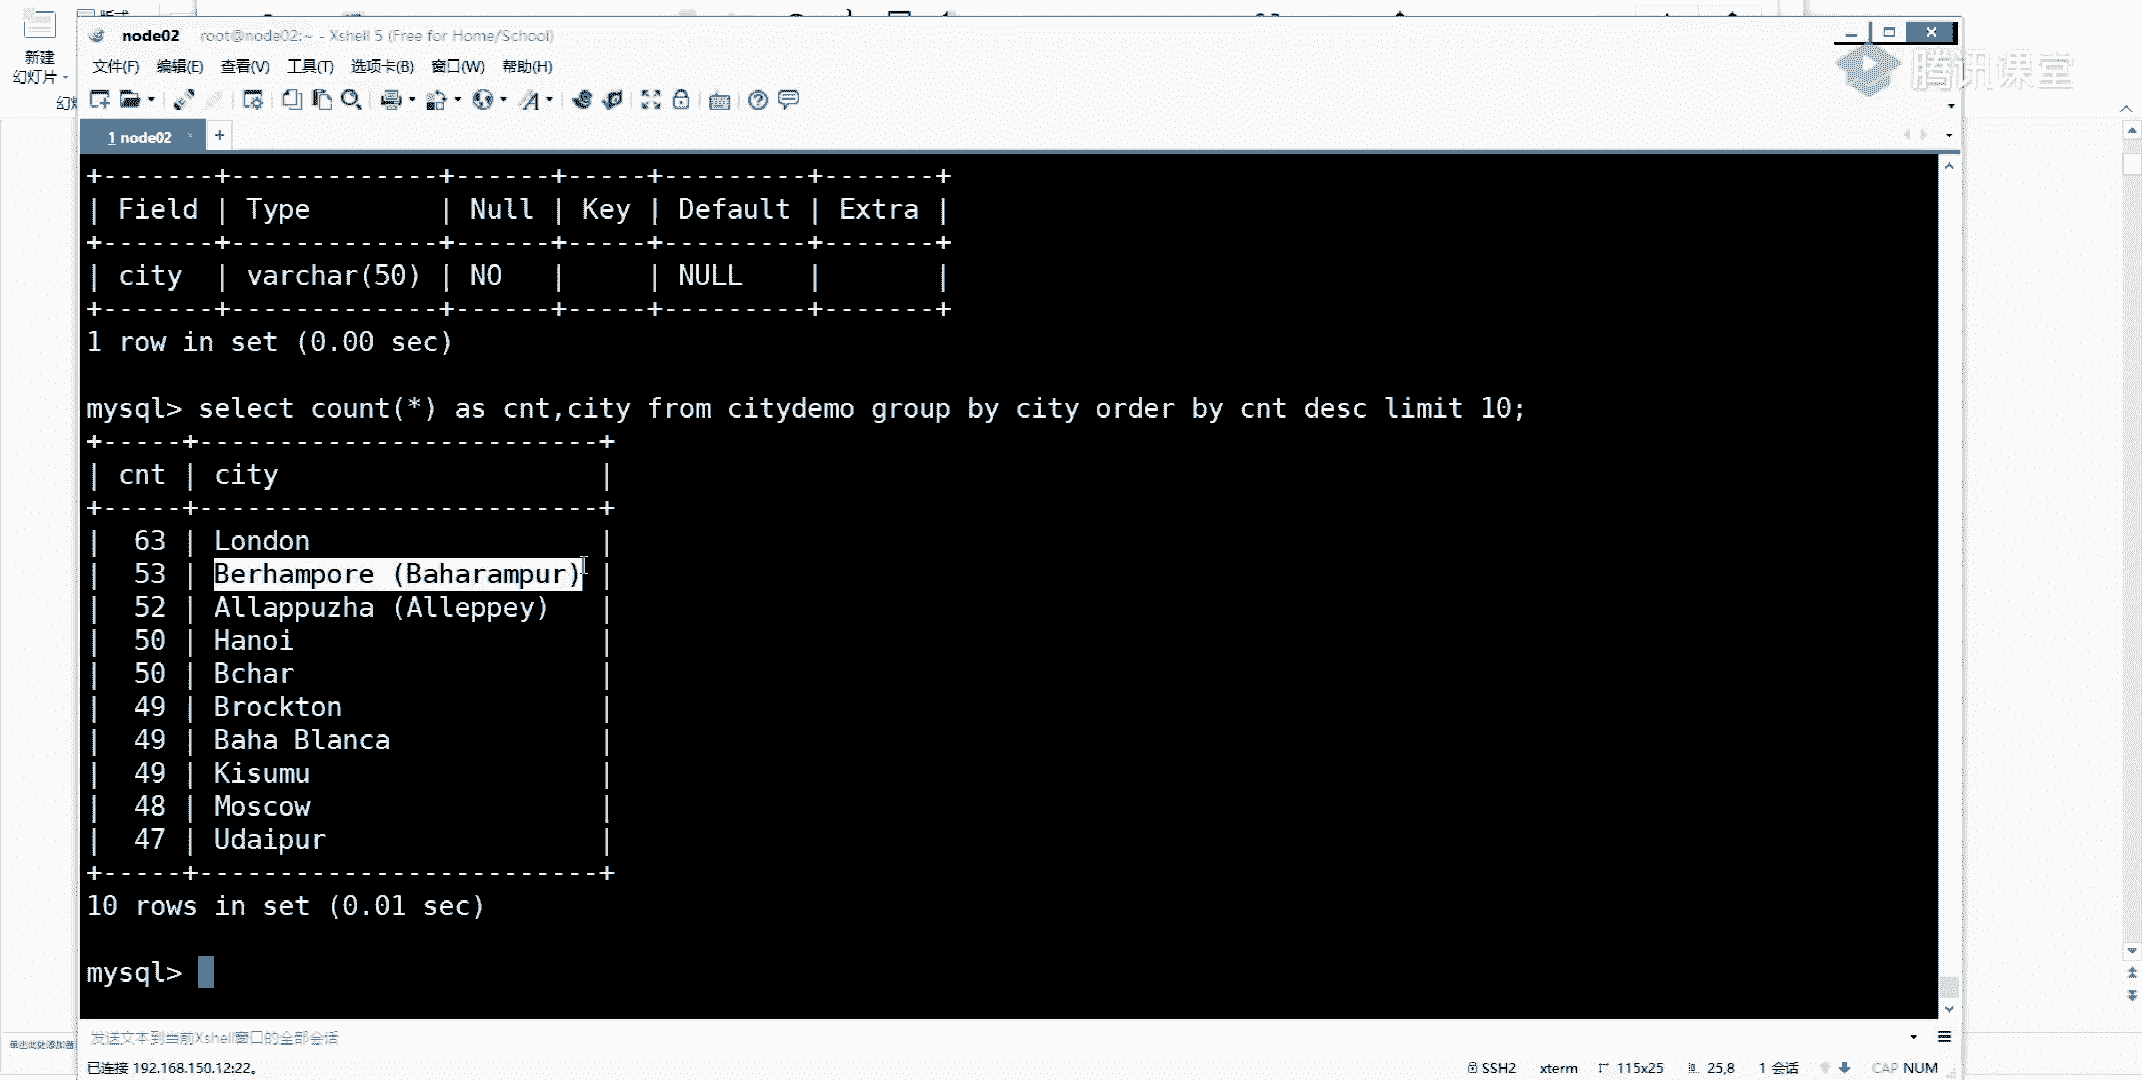 新建
幻灯片
node02 root@node02:~ - Xshell 5 (Free for Home/School)
腾讯课堂
文件(F) 编辑(E) 查看(V) 工具(T) 选项卡(B) 窗口(W) 帮助(H)
1 node02 × +
+-------+-------------+------+-----+---------+-------+
| Field | Type        | Null | Key | Default | Extra |
+-------+-------------+------+-----+---------+-------+
| city  | varchar(50) | NO   |     | NULL    |       |
+-------+-------------+------+-----+---------+-------+
1 row in set (0.00 sec)
mysql> select count(*) as cnt,city from citydemo group by city order by cnt desc limit 10;
+-----+-------------------------+
| cnt | city                    |
+-----+-------------------------+
|  63 | London                  |
|  53 | Berhampore (Baharampur) |
|  52 | Allappuzha (Alleppey)   |
|  50 | Hanoi                   |
|  50 | Bchar                   |
|  49 | Brockton                |
|  49 | Baha Blanca             |
|  49 | Kisumu                  |
|  48 | Moscow                  |
|  47 | Udaipur                 |
+-----+-------------------------+
10 rows in set (0.01 sec)
mysql>
发送文本到当前Xshell窗口的全部会话
单击此处添加备
已连接 192.168.150.12:22。 SSH2 xterm 115x25 25,8 1 会话 CAP NUM